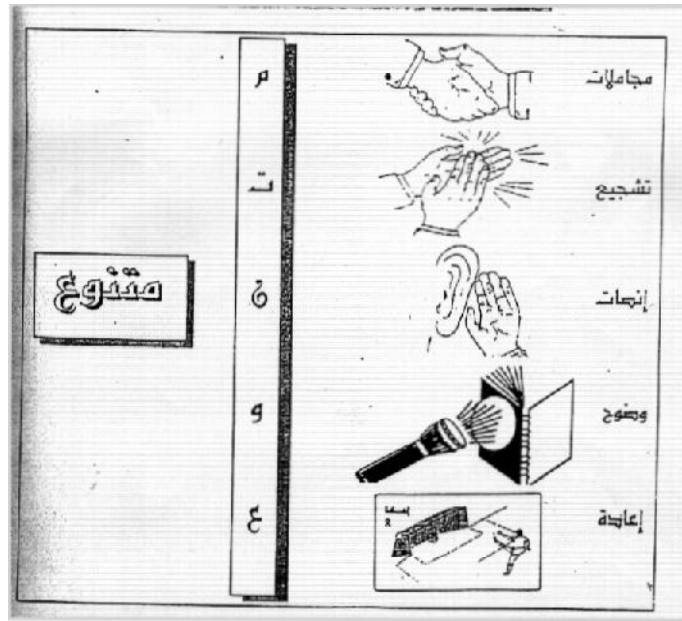 مجاملات
م
تشجيع
ت
إنصات
ن
متنوع
وضوح
و
إعادة
ع